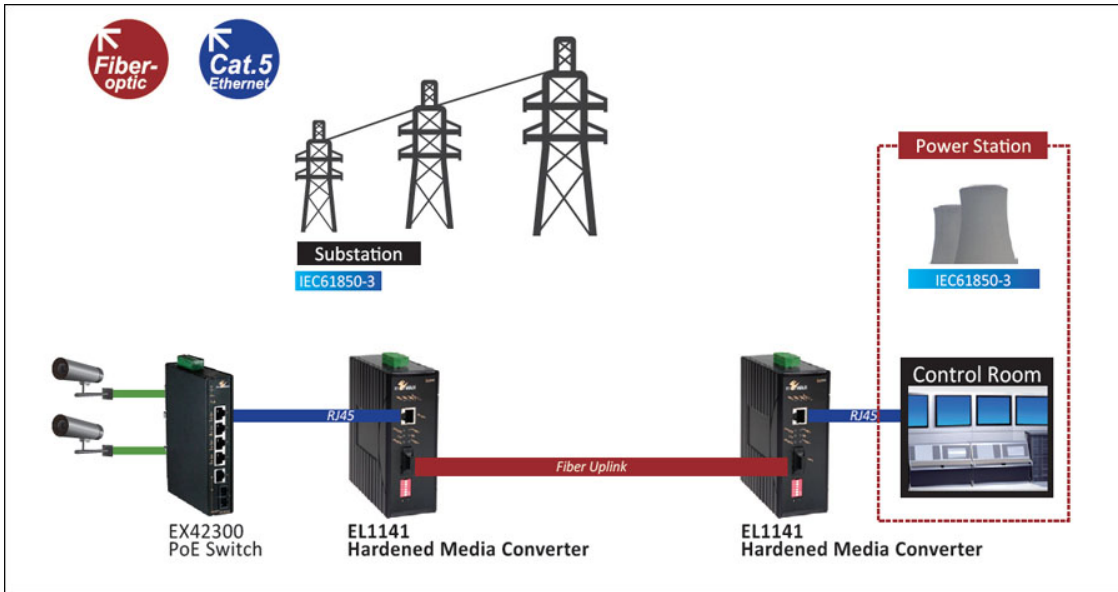 Fiber-
optic
Cat.5
Ethernet
Power Station
Substation
IEC61850-3
IEC61850-3
Control Room
RJ45
RJ45
Fiber Uplink
EX42300
PoE Switch
EL1141
Hardened Media Converter
EL1141
Hardened Media Converter